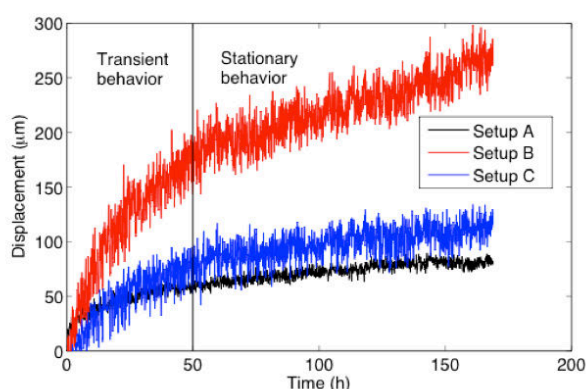 300
250
200
150
100
50
0
Displacement (μm)
Transient
behavior
Stationary
behavior
Setup A
Setup B
Setup C
0
50
100
150
200
Time (h)